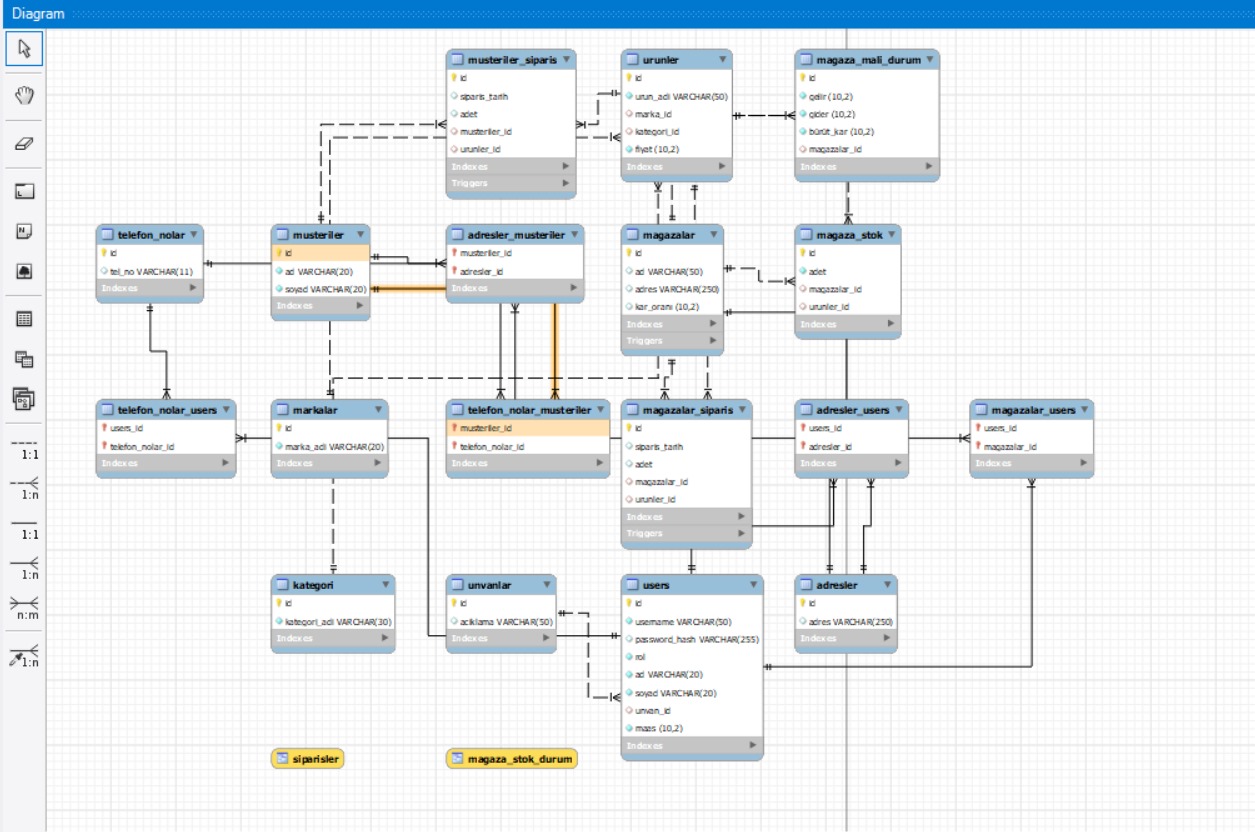 Diagram
musteriler_siparis
id
siparis_tarih
adet
musteriler_id
urunler_id
Indexes
Triggers
urunler
id
urun_adi VARCHAR(50)
marka_id
kategori_id
fiyat (10,2)
Indexes
magaza_mali_durum
id
gelir (10,2)
gider (10,2)
bürüt_kar (10,2)
magazalar_id
Indexes
telefon_nolar
id
tel_no VARCHAR(11)
Indexes
musteriler
id
ad VARCHAR(20)
soyad VARCHAR(20)
Indexes
adresler_musteriler
musteriler_id
adresler_id
Indexes
magazalar
id
ad VARCHAR(50)
adres VARCHAR(250)
kar_oranı (10,2)
Indexes
Triggers
magaza_stok
id
adet
magazalar_id
urunler_id
Indexes
telefon_nolar_users
users_id
telefon_nolar_id
Indexes
markalar
id
marka_adi VARCHAR(20)
Indexes
telefon_nolar_musteriler
musteriler_id
telefon_nolar_id
Indexes
magazalar_siparis
id
siparis_tarih
adet
magazalar_id
urunler_id
Indexes
Triggers
adresler_users
users_id
adresler_id
Indexes
magazalar_users
users_id
magazalar_id
Indexes
1:1
1:n
1:1
1:n
n:m
1:n
kategori
id
kategori_adi VARCHAR(30)
Indexes
unvanlar
id
aciklama VARCHAR(50)
Indexes
users
id
username VARCHAR(50)
password_hash VARCHAR(255)
rol
ad VARCHAR(20)
soyad VARCHAR(20)
unvan_id
maas (10,2)
Indexes
adresler
id
adres VARCHAR(250)
Indexes
siparisler
magaza_stok_durum